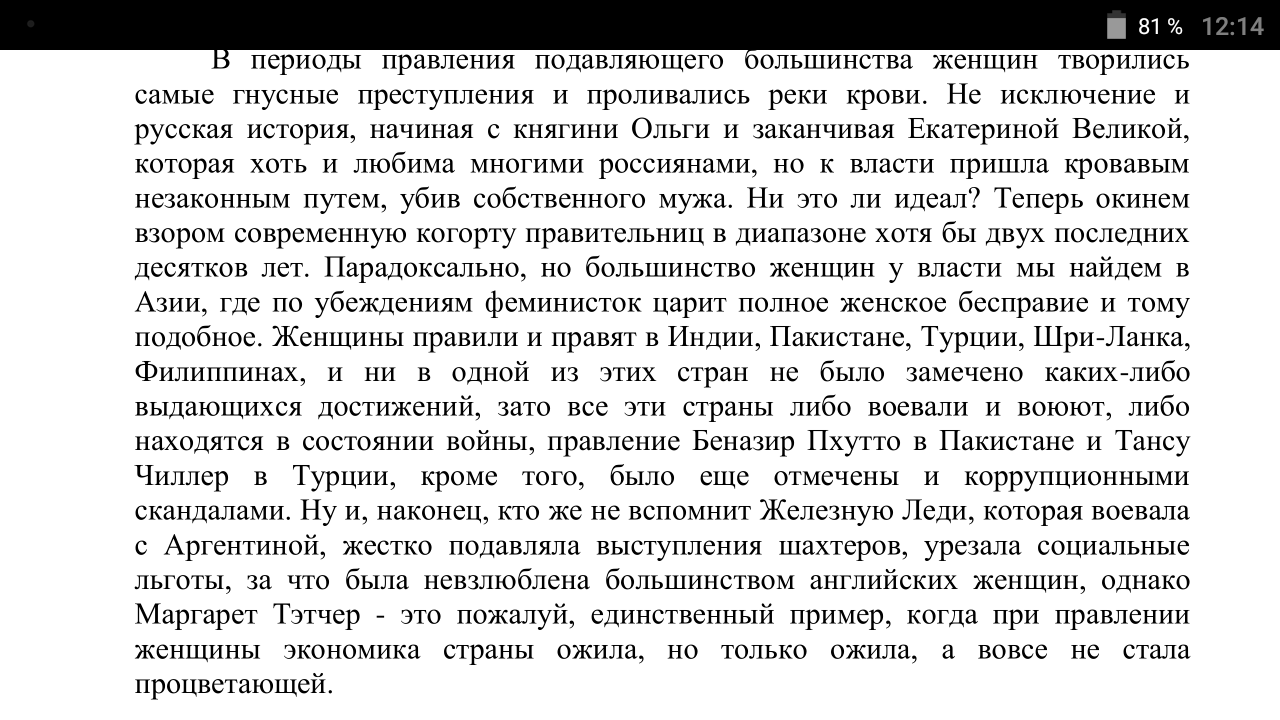 81 % 12:14
В периоды правления подавляющего большинства женщин творились
самые гнусные преступления и проливались реки крови. Не исключение и
русская история, начиная с княгини Ольги и заканчивая Екатериной Великой,
которая хоть и любима многими россиянами, но к власти пришла кровавым
незаконным путем, убив собственного мужа. Ни это ли идеал? Теперь окинем
взором современную когорту правительниц в диапазоне хотя бы двух последних
десятков лет. Парадоксально, но большинство женщин у власти мы найдем в
Азии, где по убеждениям феминисток царит полное женское бесправие и тому
подобное. Женщины правили и правят в Индии, Пакистане, Турции, Шри-Ланка,
Филиппинах, и ни в одной из этих стран не было замечено каких-либо
выдающихся достижений, зато все эти страны либо воевали и воюют, либо
находятся в состоянии войны, правление Беназир Пхутто в Пакистане и Тансу
Чиллер в Турции, кроме того, было еще отмечены и коррупционными
скандалами. Ну и, наконец, кто же не вспомнит Железную Леди, которая воевала
с Аргентиной, жестко подавляла выступления шахтеров, урезала социальные
льготы, за что была невзлюблена большинством английских женщин, однако
Маргарет Тэтчер - это пожалуй, единственный пример, когда при правлении
женщины экономика страны ожила, но только ожила, а вовсе не стала
процветающей.